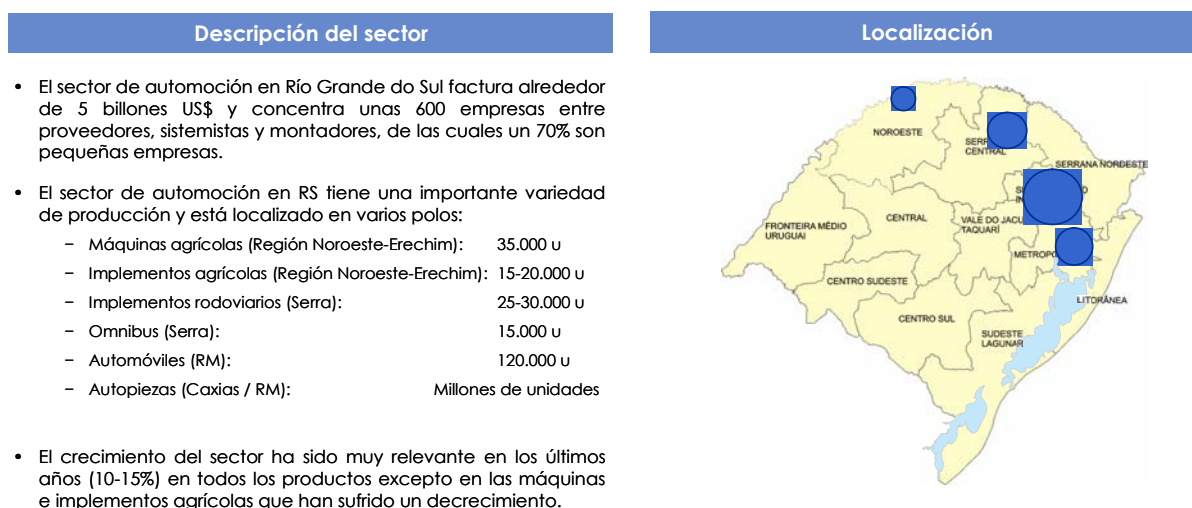 Descripción del sector
• El sector de automoción en Río Grande do Sul factura alrededor
de 5 billones US$ y concentra unas 600 empresas entre
proveedores, sistemistas y montadores, de las cuales un 70% son
pequeñas empresas.
• El sector de automoción en RS tiene una importante variedad
de producción y está localizado en varios polos:
– Máquinas agrícolas (Región Noroeste-Erechim): 35.000 u
– Implementos agrícolas (Región Noroeste-Erechim): 15-20.000 u
– Implementos rodoviarios (Serra): 25-30.000 u
– Omnibus (Serra): 15.000 u
– Automóviles (RM): 120.000 u
– Autopiezas (Caxias / RM): Millones de unidades
• El crecimiento del sector ha sido muy relevante en los últimos
años (10-15%) en todos los productos excepto en las máquinas
e implementos agrícolas que han sufrido un decrecimiento.
Localización
NOROESTE
CENTRAL
SERRANA NORDESTE
FRONTEIRA MÉDIO
URUGUAI
CENTRAL
VALE DO JACU
TAQUARÍ
CENTRO SUDESTE
LITORÂNEA
CENTRO SUL
SUDESTE
LAGUNAR